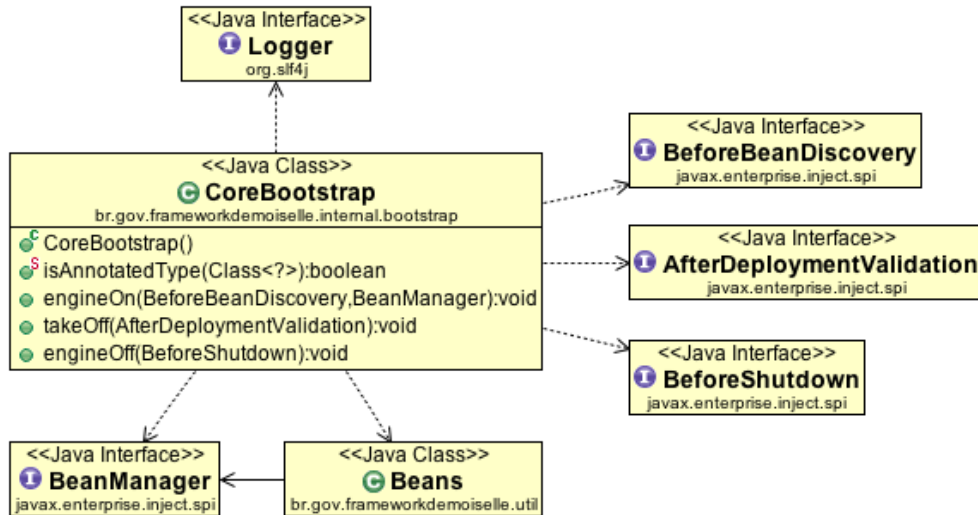 <<Java Interface>>
I Logger
org.slf4j
<<Java Class>>
C CoreBootstrap
br.gov.frameworkdemoiselle.internal.bootstrap
C CoreBootstrap()
S isAnnotatedType(Class<?>):boolean
engineOn(BeforeBeanDiscovery,BeanManager):void
takeOff(AfterDeploymentValidation):void
engineOff(BeforeShutdown):void
<<Java Interface>>
I BeforeBeanDiscovery
javax.enterprise.inject.spi
<<Java Interface>>
I AfterDeploymentValidation
javax.enterprise.inject.spi
<<Java Interface>>
I BeforeShutdown
javax.enterprise.inject.spi
<<Java Interface>>
I BeanManager
javax.enterprise.inject.spi
<<Java Class>>
C Beans
br.gov.frameworkdemoiselle.util